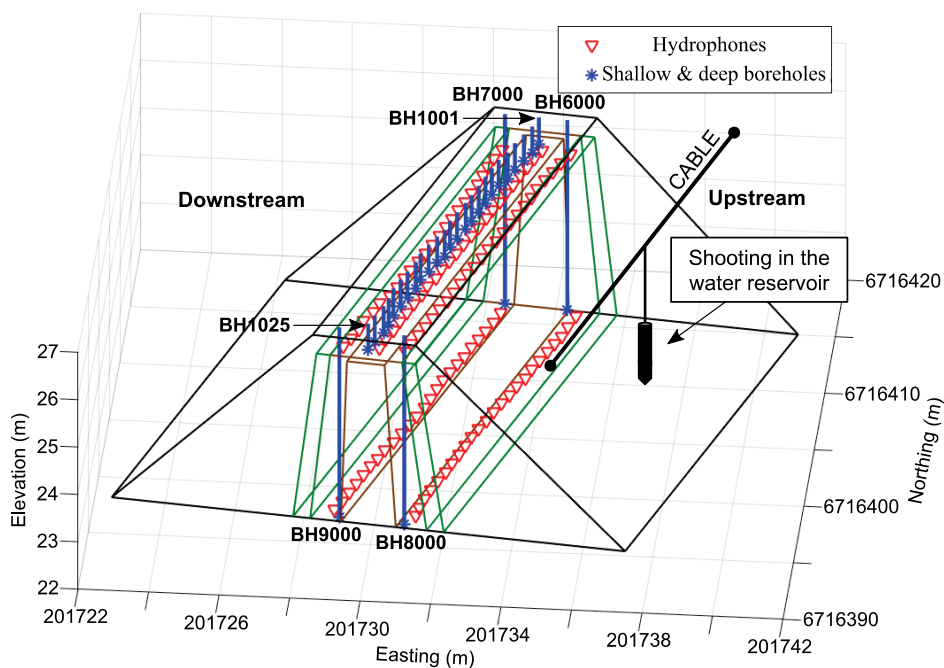 Hydrophones
Shallow & deep boreholes
BH7000
BH6000
BH1001
CABLE
Downstream
Upstream
Shooting in the
water reservoir
BH1025
BH9000
BH8000
27
26
25
24
23
22
Elevation (m)
201722
201726
201730
201734
201738
201742
Easting (m)
6716420
6716410
6716400
6716390
Northing (m)